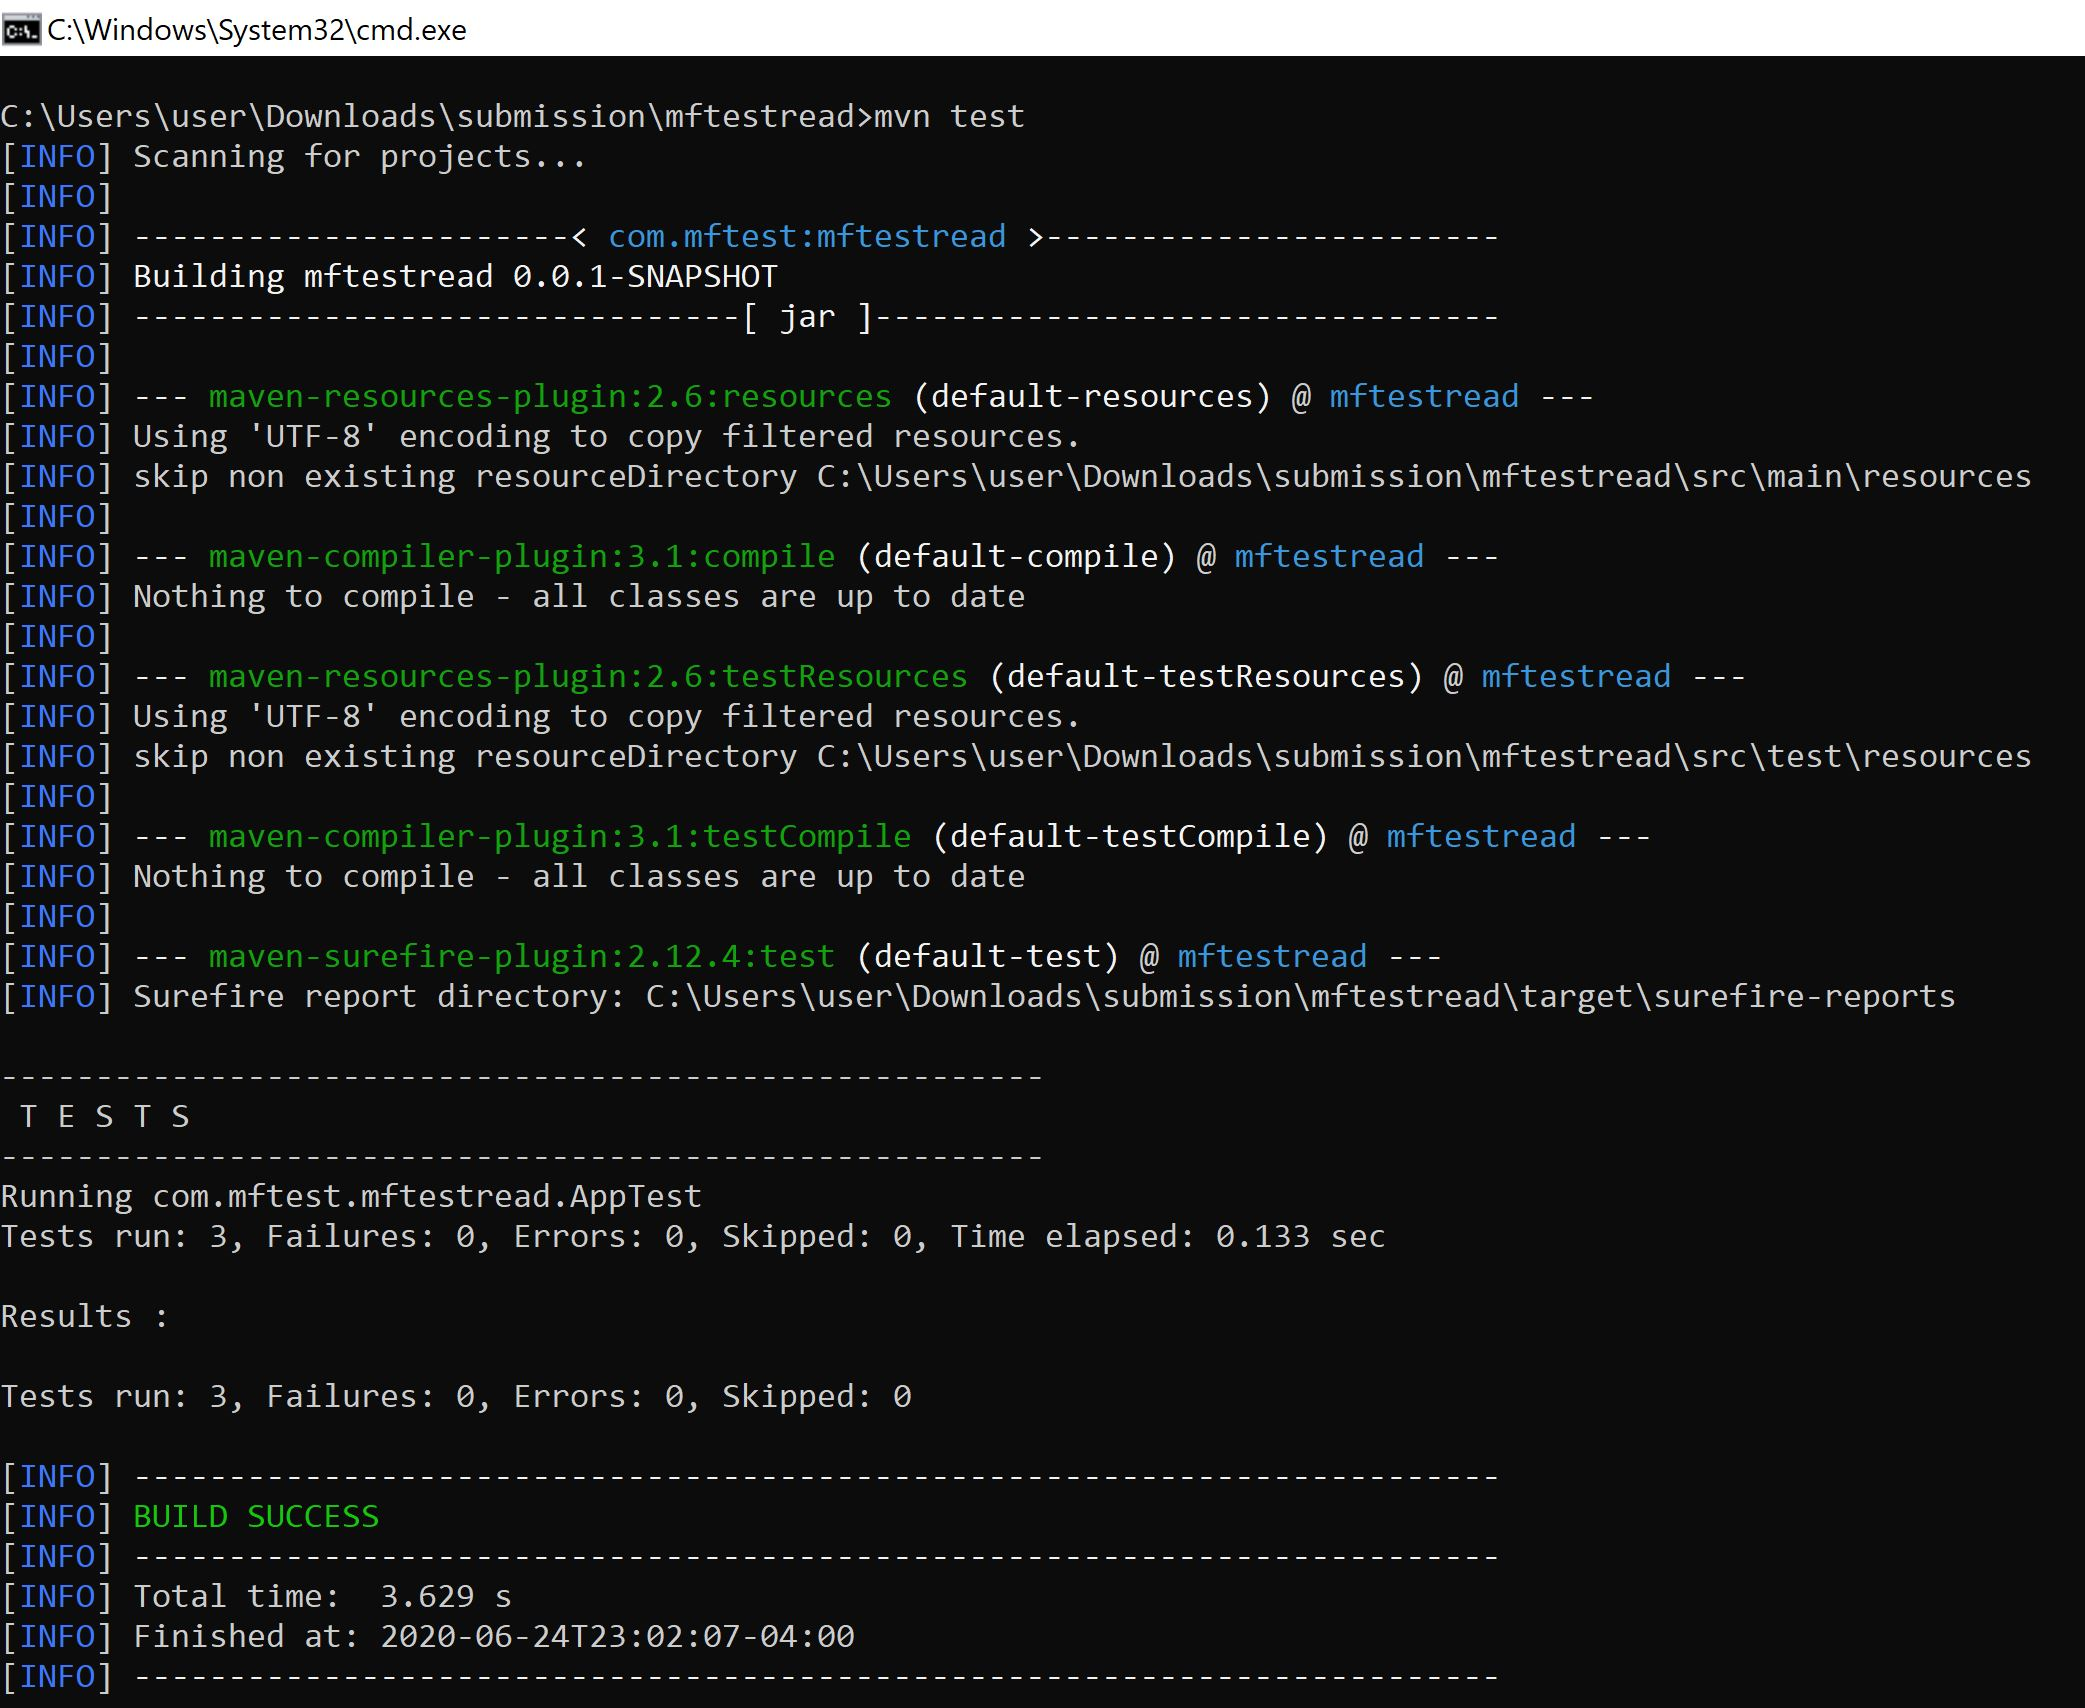 C:\Windows\System32\cmd.exe
C:\Users\user\Downloads\submission\mftestread>mvn test
[INFO] Scanning for projects...
[INFO]
[INFO] -----------------------< com.mftest:mftestread >------------------------
[INFO] Building mftestread 0.0.1-SNAPSHOT
[INFO] --------------------------------[ jar ]---------------------------------
[INFO]
[INFO] --- maven-resources-plugin:2.6:resources (default-resources) @ mftestread ---
[INFO] Using 'UTF-8' encoding to copy filtered resources.
[INFO] skip non existing resourceDirectory C:\Users\user\Downloads\submission\mftestread\src\main\resources
[INFO]
[INFO] --- maven-compiler-plugin:3.1:compile (default-compile) @ mftestread ---
[INFO] Nothing to compile - all classes are up to date
[INFO]
[INFO] --- maven-resources-plugin:2.6:testResources (default-testResources) @ mftestread ---
[INFO] Using 'UTF-8' encoding to copy filtered resources.
[INFO] skip non existing resourceDirectory C:\Users\user\Downloads\submission\mftestread\src\test\resources
[INFO]
[INFO] --- maven-compiler-plugin:3.1:testCompile (default-testCompile) @ mftestread ---
[INFO] Nothing to compile - all classes are up to date
[INFO]
[INFO] --- maven-surefire-plugin:2.12.4:test (default-test) @ mftestread ---
[INFO] Surefire report directory: C:\Users\user\Downloads\submission\mftestread\target\surefire-reports
-------------------------------------------------------
 T E S T S
-------------------------------------------------------
Running com.mftest.mftestread.AppTest
Tests run: 3, Failures: 0, Errors: 0, Skipped: 0, Time elapsed: 0.133 sec
Results :
Tests run: 3, Failures: 0, Errors: 0, Skipped: 0
[INFO] ------------------------------------------------------------------------
[INFO] BUILD SUCCESS
[INFO] ------------------------------------------------------------------------
[INFO] Total time:  3.629 s
[INFO] Finished at: 2020-06-24T23:02:07-04:00
[INFO] ------------------------------------------------------------------------